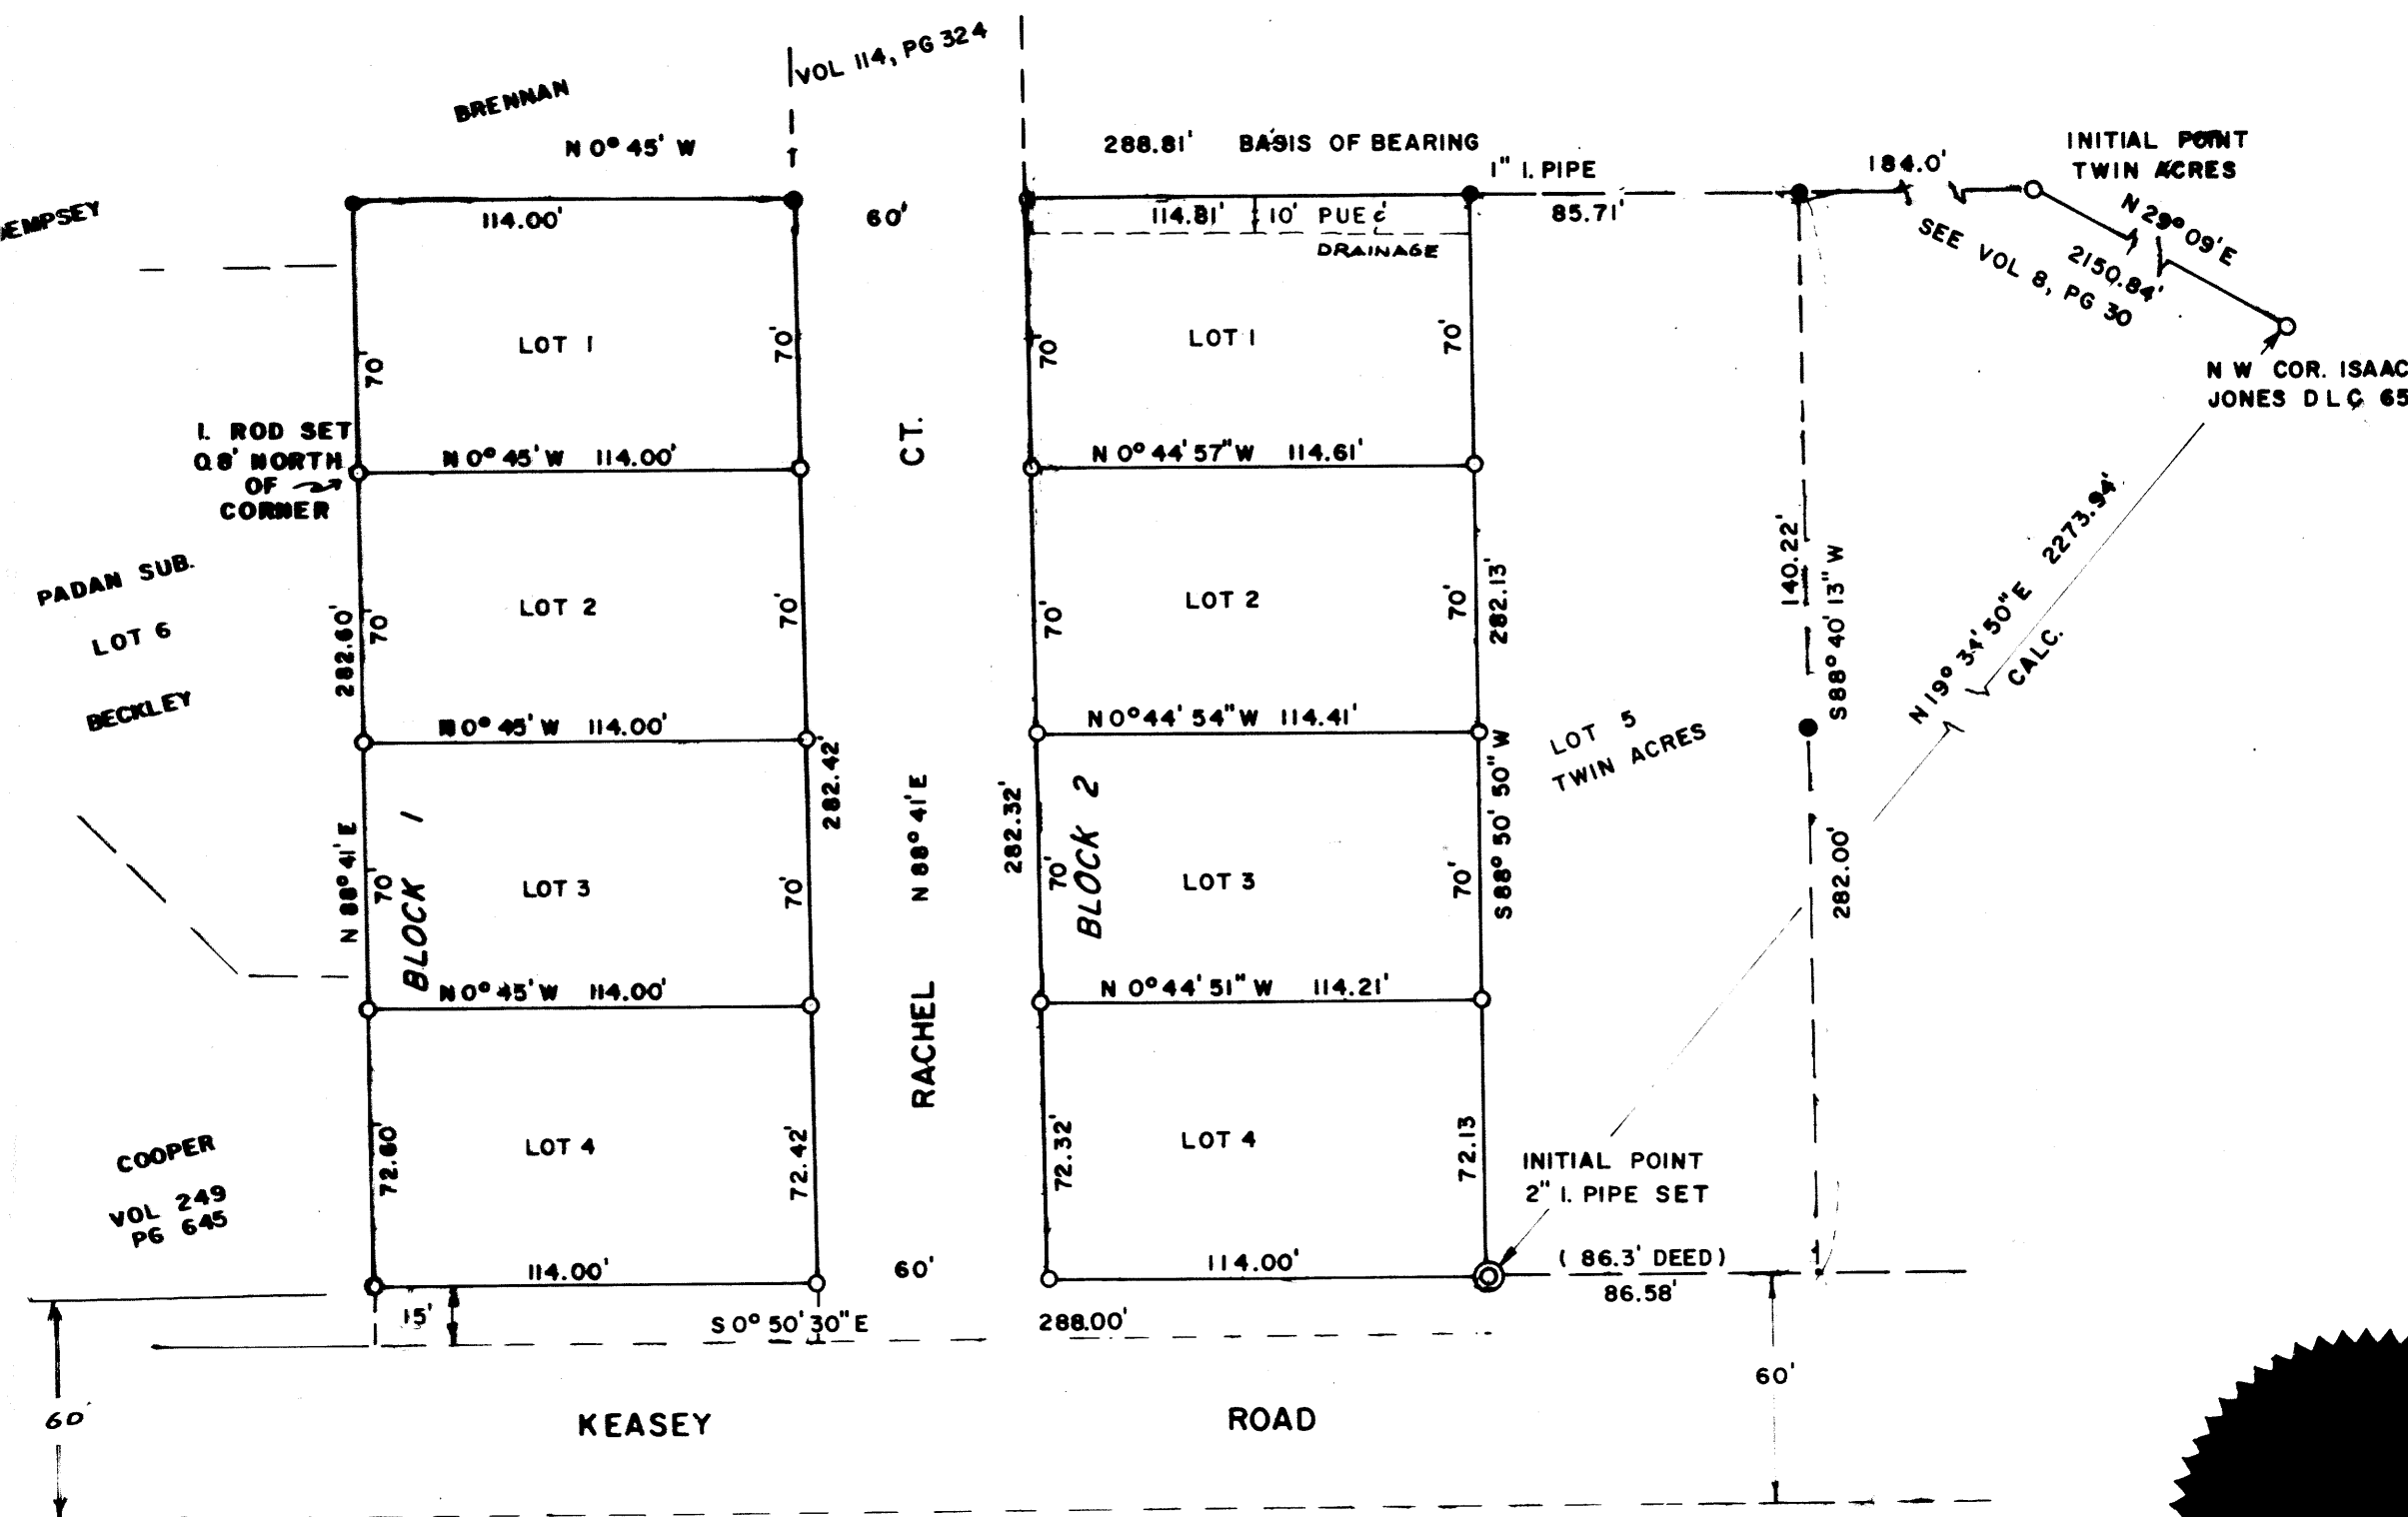 VOL 114, PG 324
BRENNAN
N 0° 45' W
288.81' BASIS OF BEARING
1" I. PIPE
184.0'
INITIAL POINT
TWIN ACRES
N 29° 09' E
2150.84'
SEE VOL 8, PG 30
114.00'
60'
114.81'
10' PUE &
DRAINAGE
85.71'
N W COR. ISAAC
JONES D L C 65
LOT 1
70'
70'
LOT 1
70'
70'
I. ROD SET
0.8' NORTH
OF
CORNER
N 0° 45' W 114.00'
N 0° 44' 57" W 114.61'
CT.
PADAN SUB.
LOT 6
BECKLEY
282.60'
70'
LOT 2
70'
70'
LOT 2
70'
282.13'
140.22'
S 88° 40' 13" W
N 19° 34' 50" E 2273.94'
CALC.
N 0° 45' W 114.00'
N 0° 44' 54" W 114.41'
LOT 5
TWIN ACRES
282.42'
N 88° 41' E
282.32'
BLOCK 1
N 88° 41' E
70'
LOT 3
70'
BLOCK 2
70'
LOT 3
70'
S 88° 50' 50" W
282.00'
N 0° 45' W 114.00'
N 0° 44' 51" W 114.21'
RACHEL
COOPER
VOL 249
PG 645
72.60'
LOT 4
72.42'
72.32'
LOT 4
72.13
INITIAL POINT
2" I. PIPE SET
114.00'
60'
114.00'
( 86.3' DEED )
86.58'
15'
S 0° 50' 30" E
288.00'
60'
60'
KEASEY ROAD